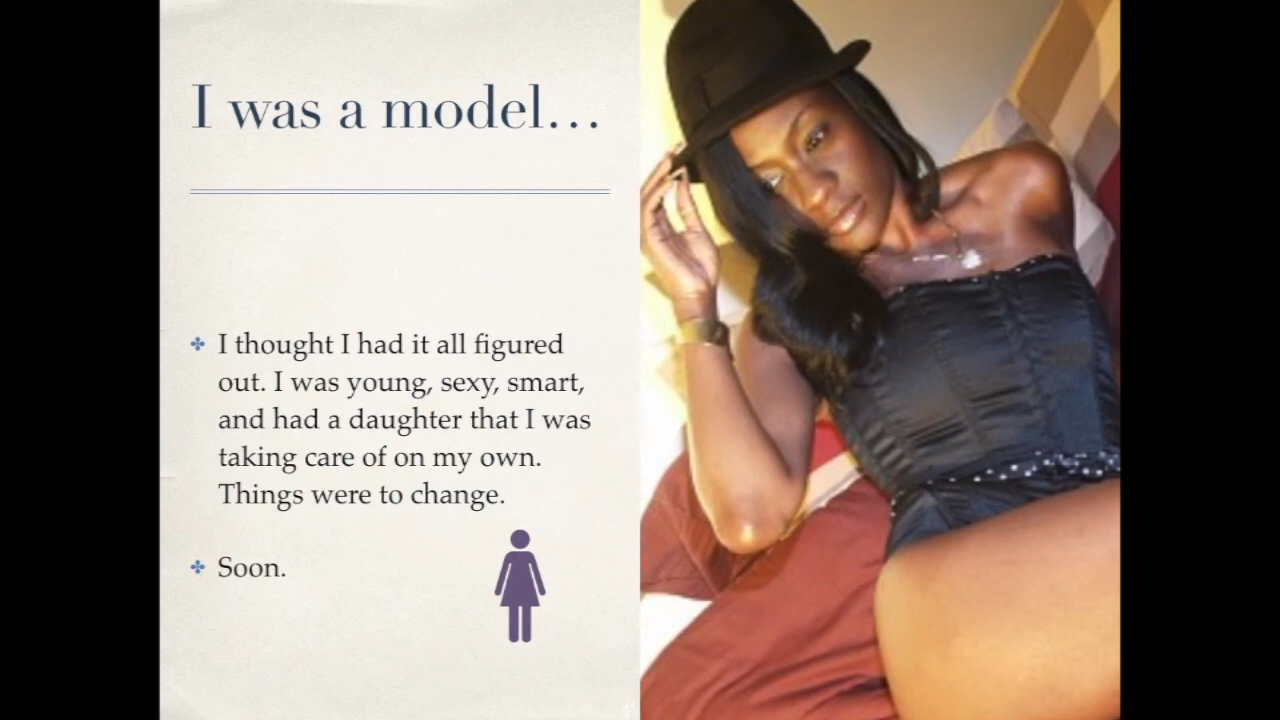 I was a model…
I thought I had it all figured
out. I was young, sexy, smart,
and had a daughter that I was
taking care of on my own.
Things were to change.
Soon.